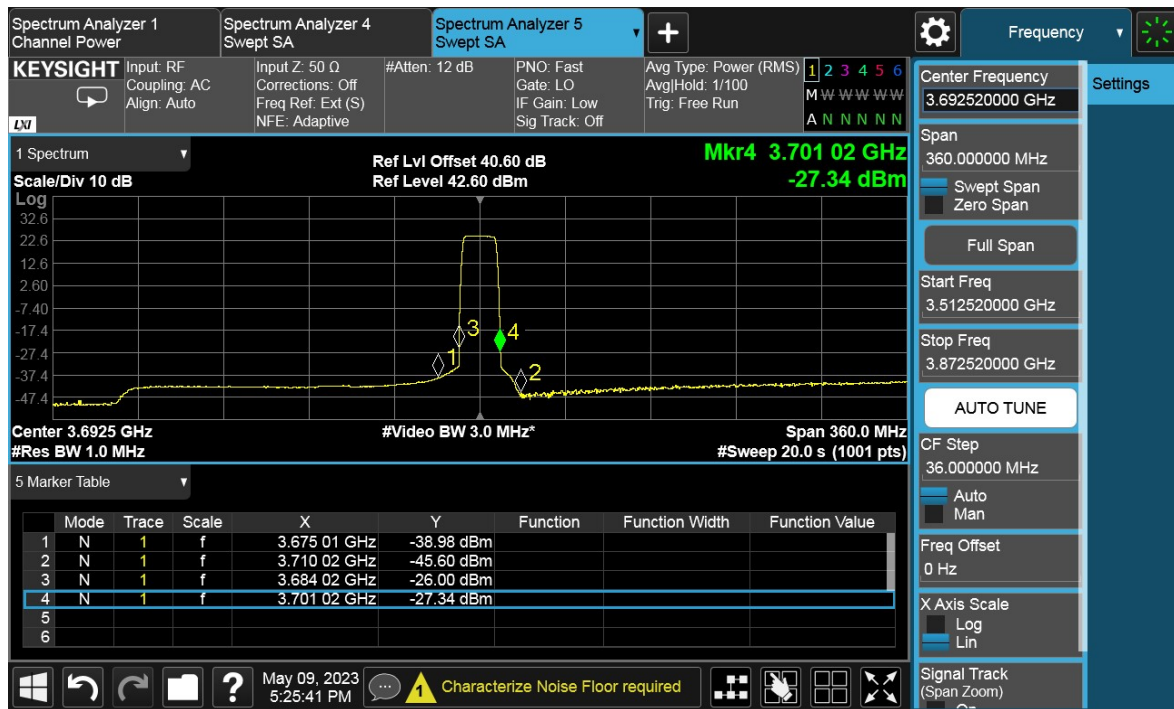 Spectrum Analyzer 1
Channel Power
Spectrum Analyzer 4
Swept SA
Spectrum Analyzer 5
Swept SA
Frequency
KEYSIGHT
LXI
Input: RF
Coupling: AC
Align: Auto
Input Z: 50 Ω
Corrections: Off
Freq Ref: Ext (S)
NFE: Adaptive
#Atten: 12 dB
PNO: Fast
Gate: LO
IF Gain: Low
Sig Track: Off
Avg Type: Power (RMS)
Avg|Hold: 1/100
Trig: Free Run
1 2 3 4 5 6
M W W W W W
A N N N N N
1 Spectrum
Scale/Div 10 dB
Ref Lvl Offset 40.60 dB
Ref Level 42.60 dBm
Mkr4 3.701 02 GHz
-27.34 dBm
Log
32.6
22.6
12.6
2.60
-7.40
-17.4
-27.4
-37.4
-47.4
3
4
1
2
Center 3.6925 GHz
#Res BW 1.0 MHz
#Video BW 3.0 MHz*
Span 360.0 MHz
#Sweep 20.0 s (1001 pts)
5 Marker Table
Mode Trace Scale X Y Function Function Width Function Value
1 N 1 f 3.675 01 GHz -38.98 dBm
2 N 1 f 3.710 02 GHz -45.60 dBm
3 N 1 f 3.684 02 GHz -26.00 dBm
4 N 1 f 3.701 02 GHz -27.34 dBm
5
6
?
May 09, 2023
5:25:41 PM
1
Characterize Noise Floor required
Center Frequency
3.692520000 GHz
Settings
Span
360.000000 MHz
Swept Span
Zero Span
Full Span
Start Freq
3.512520000 GHz
Stop Freq
3.872520000 GHz
AUTO TUNE
CF Step
36.000000 MHz
Auto
Man
Freq Offset
0 Hz
X Axis Scale
Log
Lin
Signal Track
(Span Zoom)